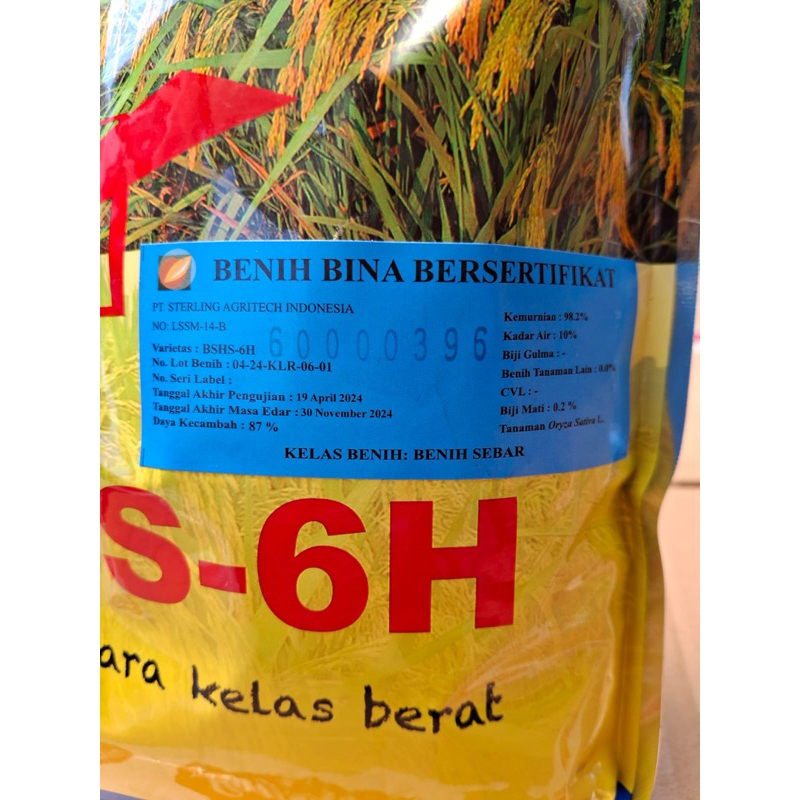 BENIH BINA BERSERTIFIKAT
PT. STERLING AGRITECH INDONESIA
NO: LSSM-14-B
60000396
Varietas : BSHS-6H
No. Lot Benih : 04-24-KLR-06-01
No. Seri Label :
Tanggal Akhir Pengujian : 19 April 2024
Tanggal Akhir Masa Edar : 30 November 2024
Daya Kecambah : 87 %
Kemurnian : 98.2%
Kadar Air : 10%
Biji Gulma : -
Benih Tanaman Lain : 0.0%
CVL : -
Biji Mati : 0.2 %
Tanaman Oryza Sativa L.
KELAS BENIH: BENIH SEBAR
S-6H
ara kelas berat